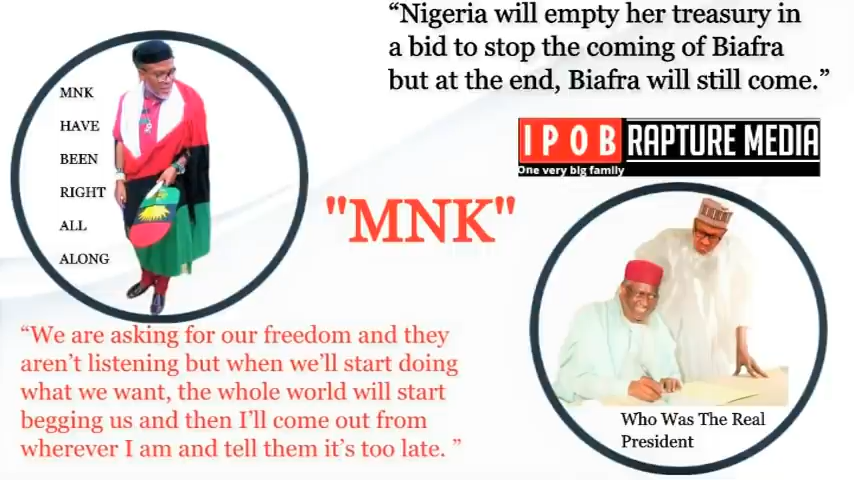 “Nigeria will empty her treasury in
a bid to stop the coming of Biafra
but at the end, Biafra will still come.”
MNK
HAVE
BEEN
RIGHT
ALL
ALONG
IPOB RAPTURE MEDIA
One very big family
"MNK"
“We are asking for our freedom and they
aren’t listening but when we’ll start doing
what we want, the whole world will start
begging us and then I’ll come out from
wherever I am and tell them it’s too late. ”
Who Was The Real
President